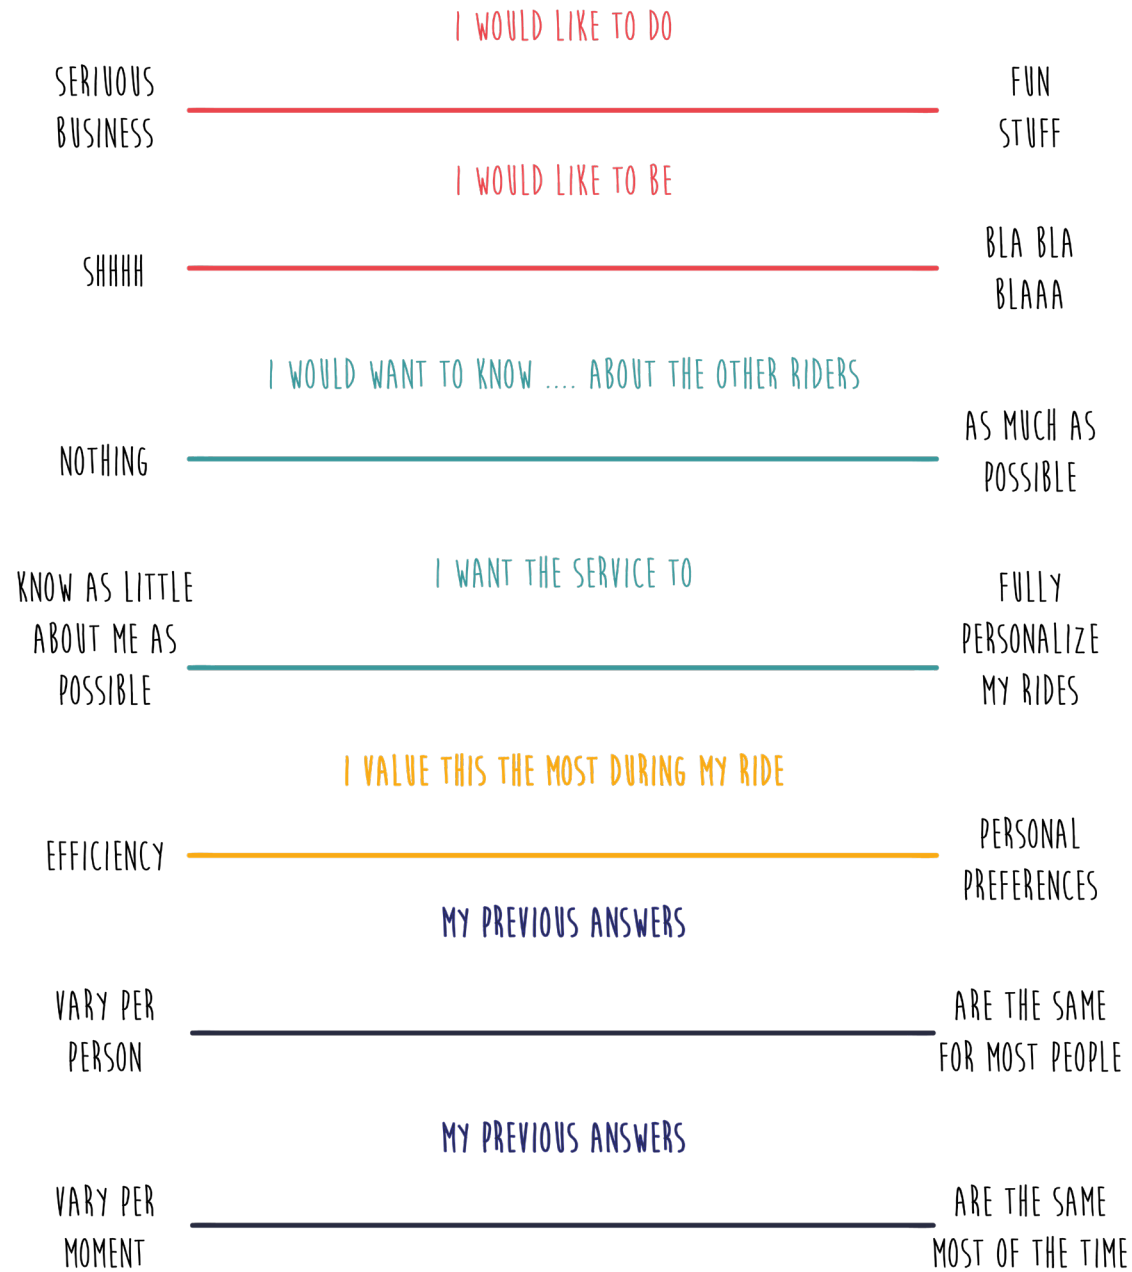 I WOULD LIKE TO DO
SERIUOUS
BUSINESS
FUN
STUFF
I WOULD LIKE TO BE
SHHHH
BLA BLA
BLAAA
I WOULD WANT TO KNOW .... ABOUT THE OTHER RIDERS
NOTHING
AS MUCH AS
POSSIBLE
I WANT THE SERVICE TO
KNOW AS LITTLE
ABOUT ME AS
POSSIBLE
FULLY
PERSONALIZE
MY RIDES
I VALUE THIS THE MOST DURING MY RIDE
EFFICIENCY
PERSONAL
PREFERENCES
MY PREVIOUS ANSWERS
VARY PER
PERSON
ARE THE SAME
FOR MOST PEOPLE
MY PREVIOUS ANSWERS
VARY PER
MOMENT
ARE THE SAME
MOST OF THE TIME